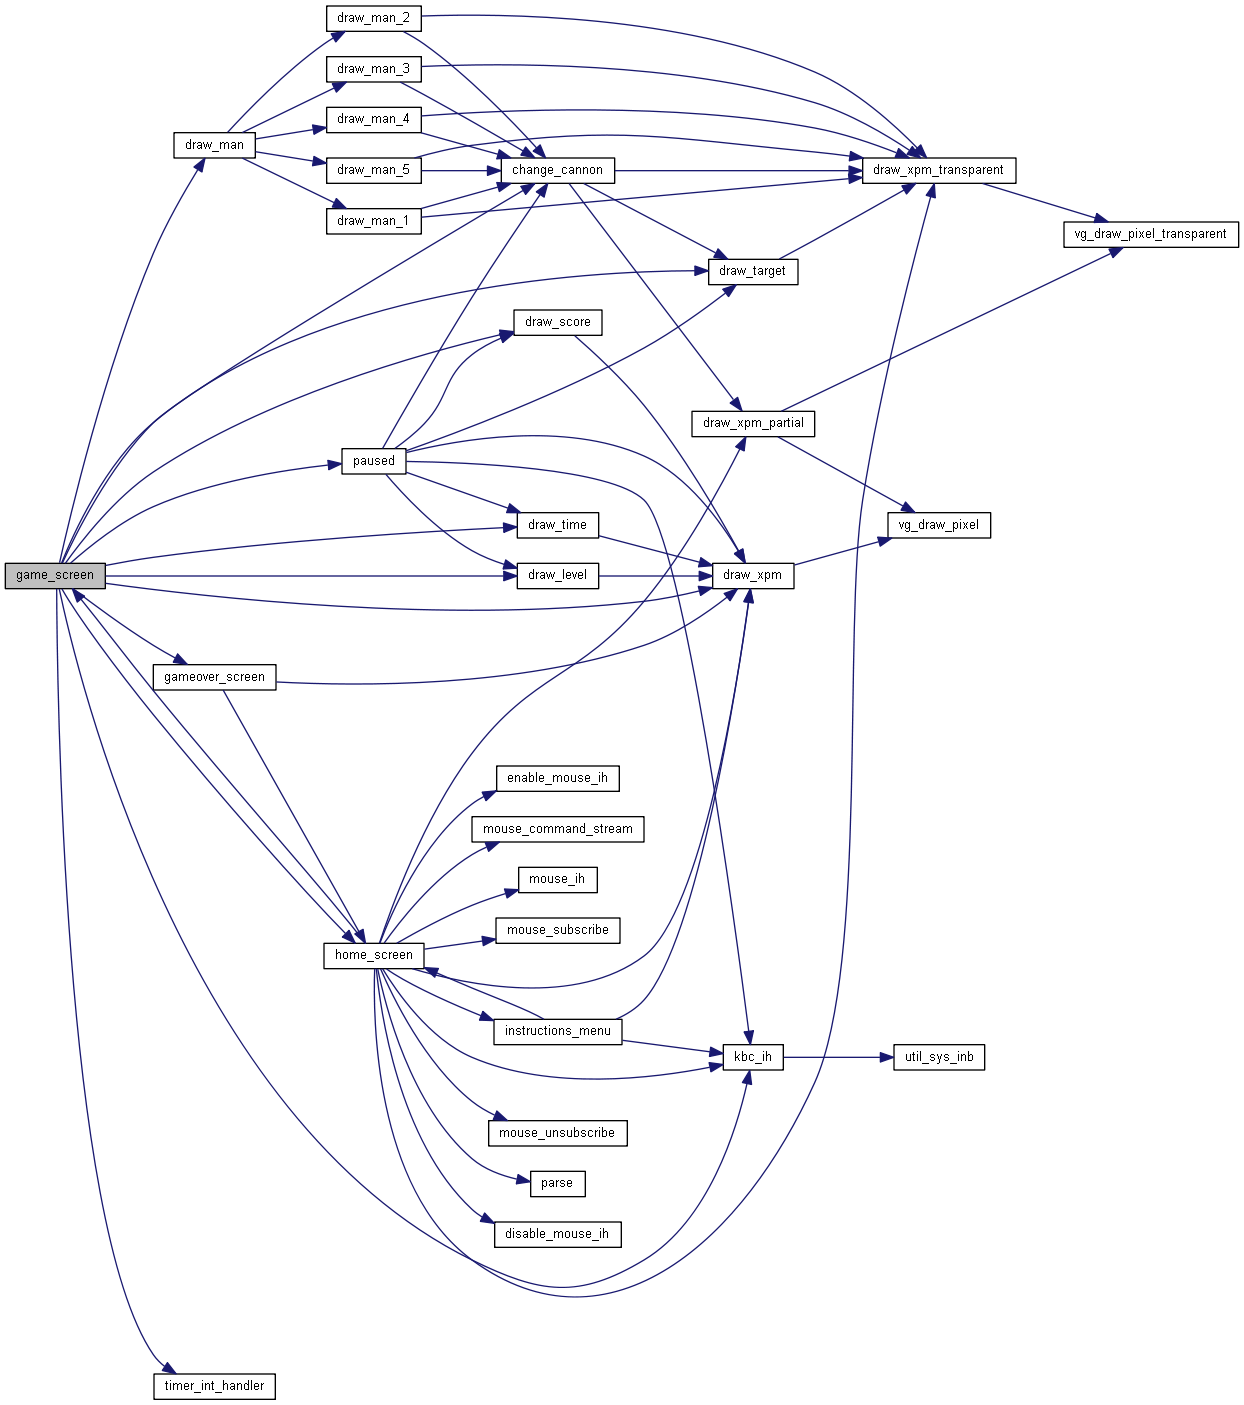 draw_man_2
draw_man_3
draw_man_4
draw_man
draw_man_5
change_cannon
draw_xpm_transparent
draw_man_1
vg_draw_pixel_transparent
draw_target
draw_score
draw_xpm_partial
paused
draw_time
vg_draw_pixel
game_screen
draw_level
draw_xpm
gameover_screen
enable_mouse_ih
mouse_command_stream
mouse_ih
mouse_subscribe
home_screen
instructions_menu
kbc_ih
util_sys_inb
mouse_unsubscribe
parse
disable_mouse_ih
timer_int_handler